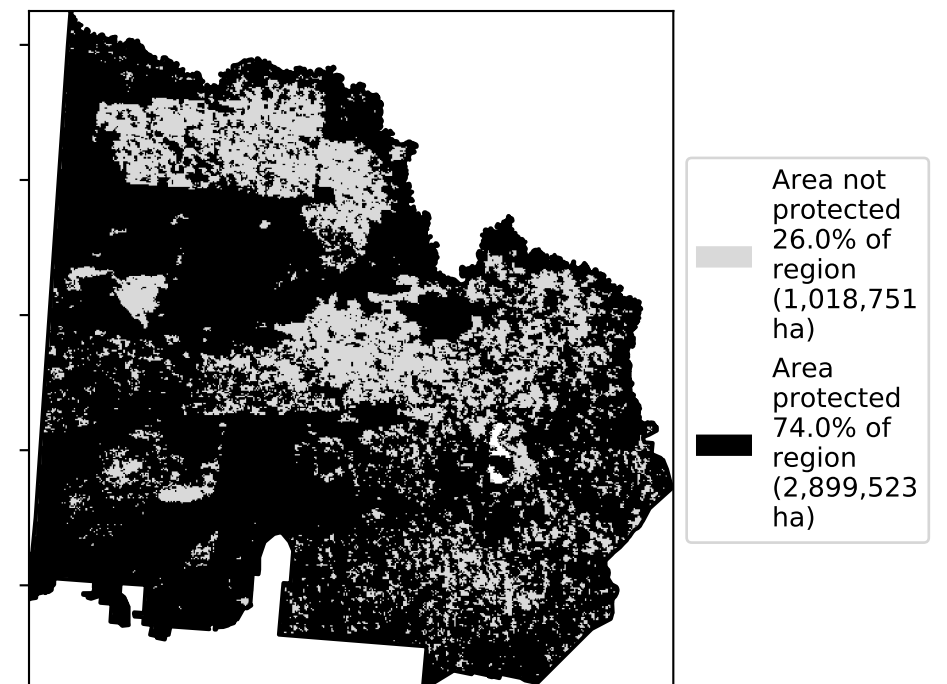 Area not
protected
26.0% of
region
(1,018,751
ha)
Area
protected
74.0% of
region
(2,899,523
ha)